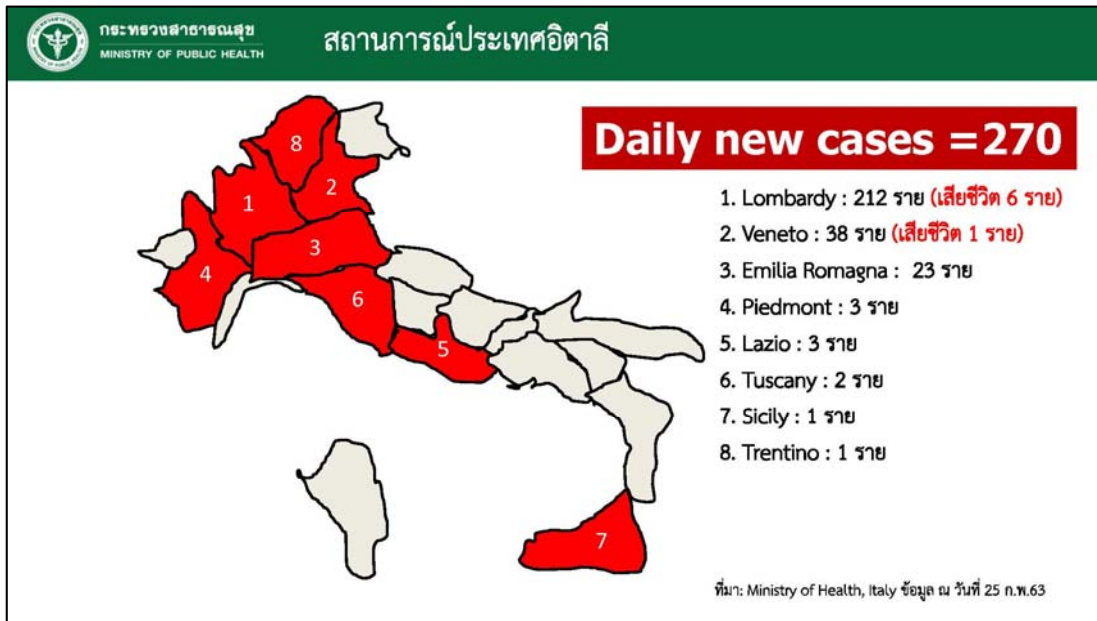 กระทรวงสาธารณสุข
MINISTRY OF PUBLIC HEALTH
สถานการณ์ประเทศอิตาลี
Daily new cases =270
1. Lombardy : 212 ราย (เสียชีวิต 6 ราย)
2. Veneto : 38 ราย (เสียชีวิต 1 ราย)
3. Emilia Romagna : 23 ราย
4. Piedmont : 3 ราย
5. Lazio : 3 ราย
6. Tuscany : 2 ราย
7. Sicily : 1 ราย
8. Trentino : 1 ราย
8
2
1
3
4
6
5
7
ที่มา: Ministry of Health, Italy ข้อมูล ณ วันที่ 25 ก.พ.63